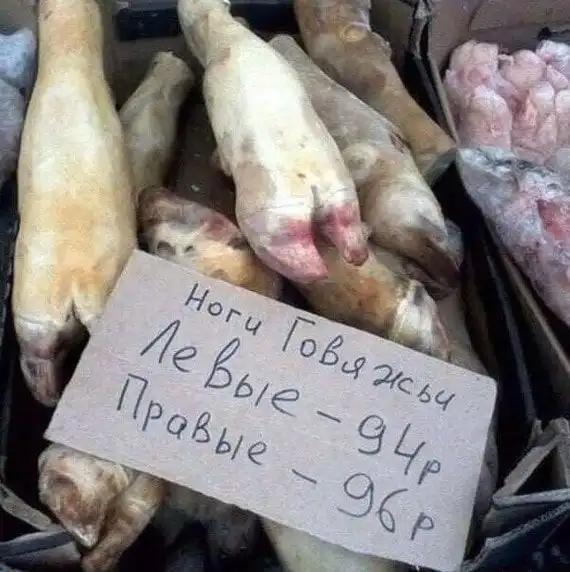 Ноги Говяжьи
Левые - 94р
Правые - 96р